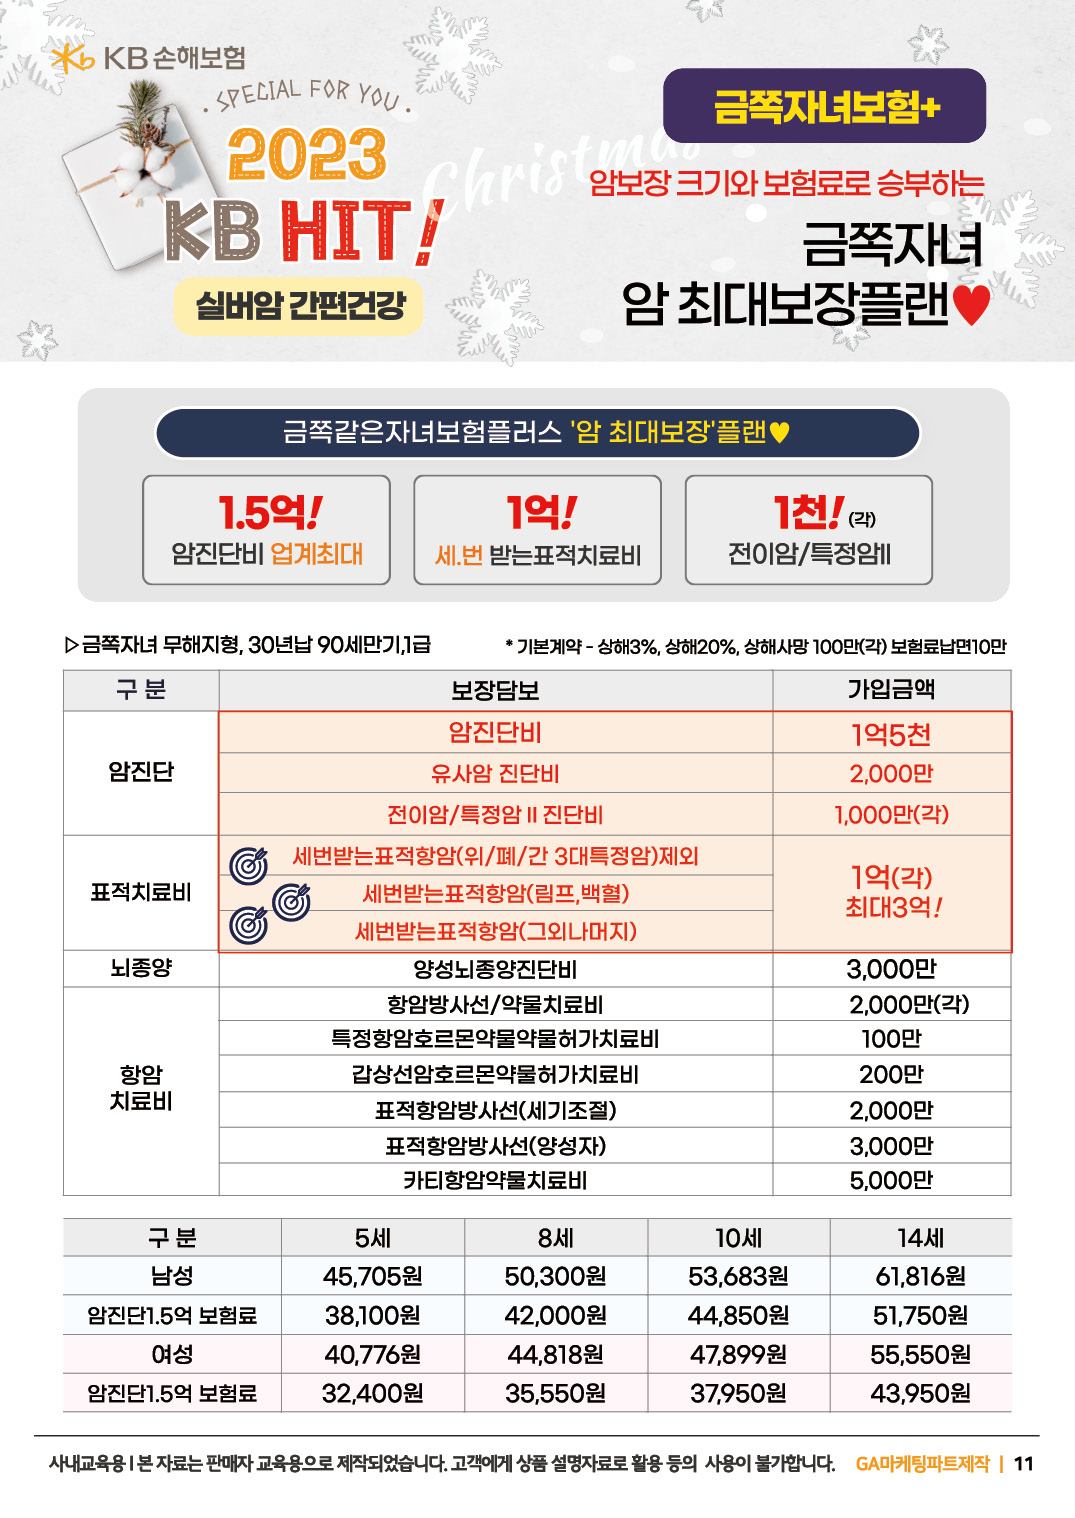 KB 손해보험
· SPECIAL FOR YOU ·
2023
KB HIT!
실버암 간편건강
Christmas
금쪽자녀보험+
암보장 크기와 보험료로 승부하는
금쪽자녀
암 최대보장플랜♥
금쪽같은자녀보험플러스 '암 최대보장'플랜♥
1.5억!
암진단비 업계최대
1억!
세.번 받는표적치료비
1천! (각)
전이암/특정암II
▷금쪽자녀 무해지형, 30년납 90세만기,1급
* 기본계약 - 상해3%, 상해20%, 상해사망 100만(각) 보험료납면10만
구 분 보장담보 가입금액
암진단 암진단비 1억5천
유사암 진단비 2,000만
전이암/특정암 II 진단비 1,000만(각)
표적치료비 세번받는표적항암(위/폐/간 3대특정암)제외 1억(각)
최대3억!
세번받는표적항암(림프,백혈)
세번받는표적항암(그외나머지)
뇌종양 양성뇌종양진단비 3,000만
항암
치료비
항암방사선/약물치료비 2,000만(각)
특정항암호르몬약물약물허가치료비 100만
갑상선암호르몬약물허가치료비 200만
표적항암방사선(세기조절) 2,000만
표적항암방사선(양성자) 3,000만
카티항암약물치료비 5,000만
구 분 5세 8세 10세 14세
남성 45,705원 50,300원 53,683원 61,816원
암진단1.5억 보험료 38,100원 42,000원 44,850원 51,750원
여성 40,776원 44,818원 47,899원 55,550원
암진단1.5억 보험료 32,400원 35,550원 37,950원 43,950원
사내교육용 I 본 자료는 판매자 교육용으로 제작되었습니다. 고객에게 상품 설명자료로 활용 등의 사용이 불가합니다. GA마케팅파트제작 | 11